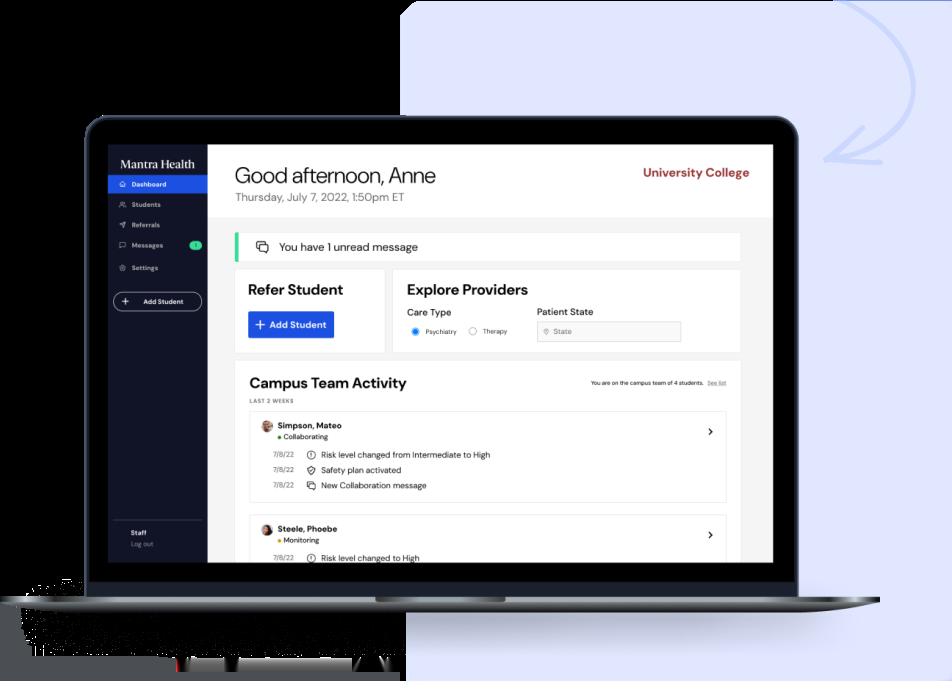 Mantra Health
Dashboard
Students
Referrals
Messages 1
Settings
+ Add Student
Staff
Log out
Good afternoon, Anne
Thursday, July 7, 2022, 1:50pm ET
University College
You have 1 unread message
Refer Student
+ Add Student
Explore Providers
Care Type
Psychiatry Therapy
Patient State
State
Campus Team Activity
You are on the campus team of 4 students. See list
LAST 2 WEEKS
Simpson, Mateo
Collaborating
7/8/22 Risk level changed from Intermediate to High
7/8/22 Safety plan activated
7/8/22 New Collaboration message
Steele, Phoebe
Monitoring
7/8/22 Risk level changed to High